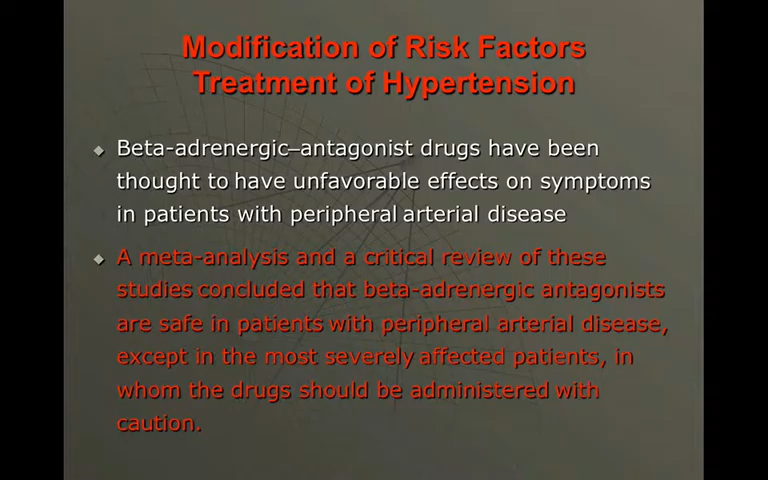 Modification of Risk Factors
Treatment of Hypertension
Beta-adrenergic–antagonist drugs have been
thought to have unfavorable effects on symptoms
in patients with peripheral arterial disease
A meta-analysis and a critical review of these
studies concluded that beta-adrenergic antagonists
are safe in patients with peripheral arterial disease,
except in the most severely affected patients, in
whom the drugs should be administered with
caution.